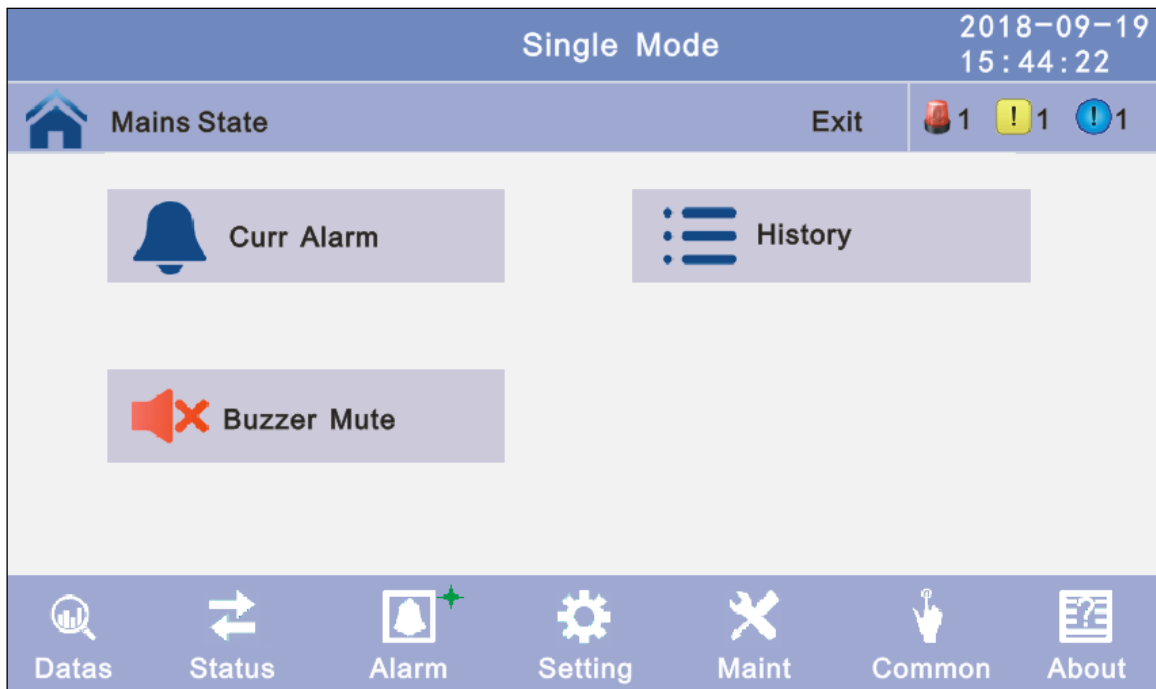 Single Mode
2018-09-19
15:44:22
Mains State
Exit
1
1
1
Curr Alarm
History
Buzzer Mute
Datas
Status
Alarm
Setting
Maint
Common
About